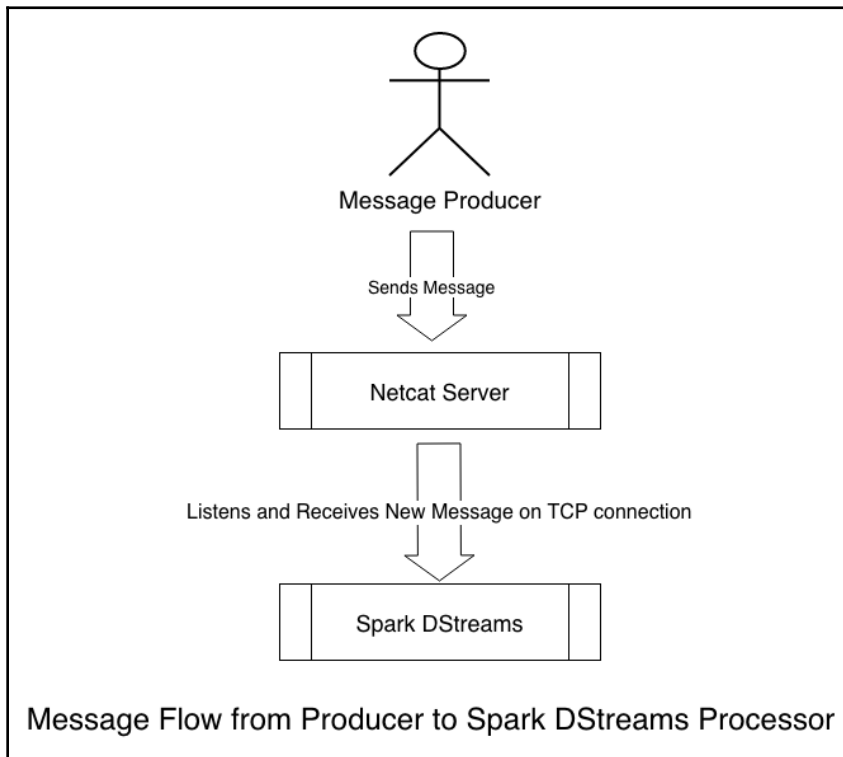 Message Producer
Sends Message
Netcat Server
Listens and Receives New Message on TCP connection
Spark DStreams
Message Flow from Producer to Spark DStreams Processor